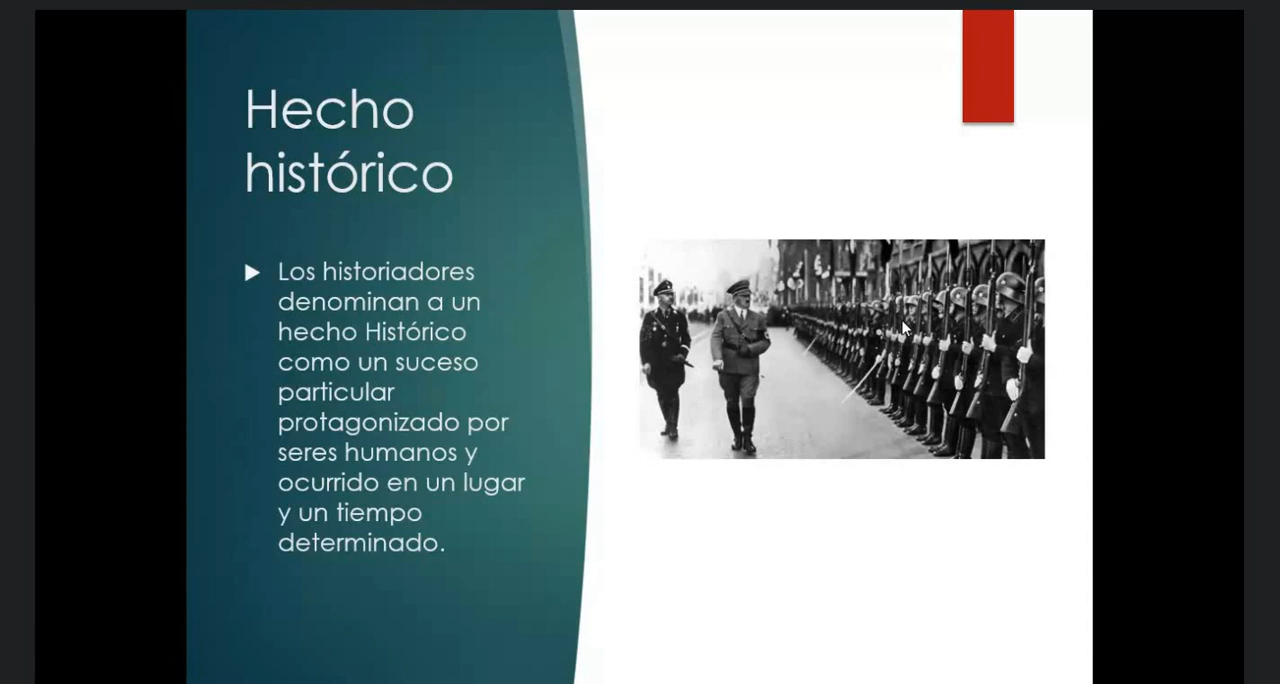 Hecho
histórico
Los historiadores
denominan a un
hecho Histórico
como un suceso
particular
protagonizado por
seres humanos y
ocurrido en un lugar
y un tiempo
determinado.